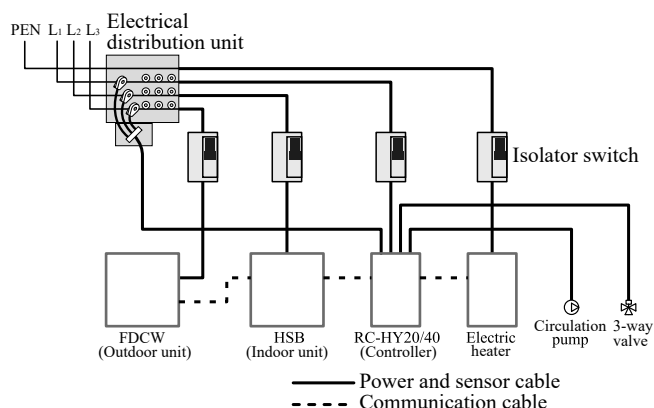 Electrical
distribution unit
PEN L1 L2 L3
Isolator switch
FDCW
(Outdoor unit)
HSB
(Indoor unit)
RC-HY20/40
(Controller)
Electric
heater
Circulation
pump
3-way
valve
Power and sensor cable
Communication cable